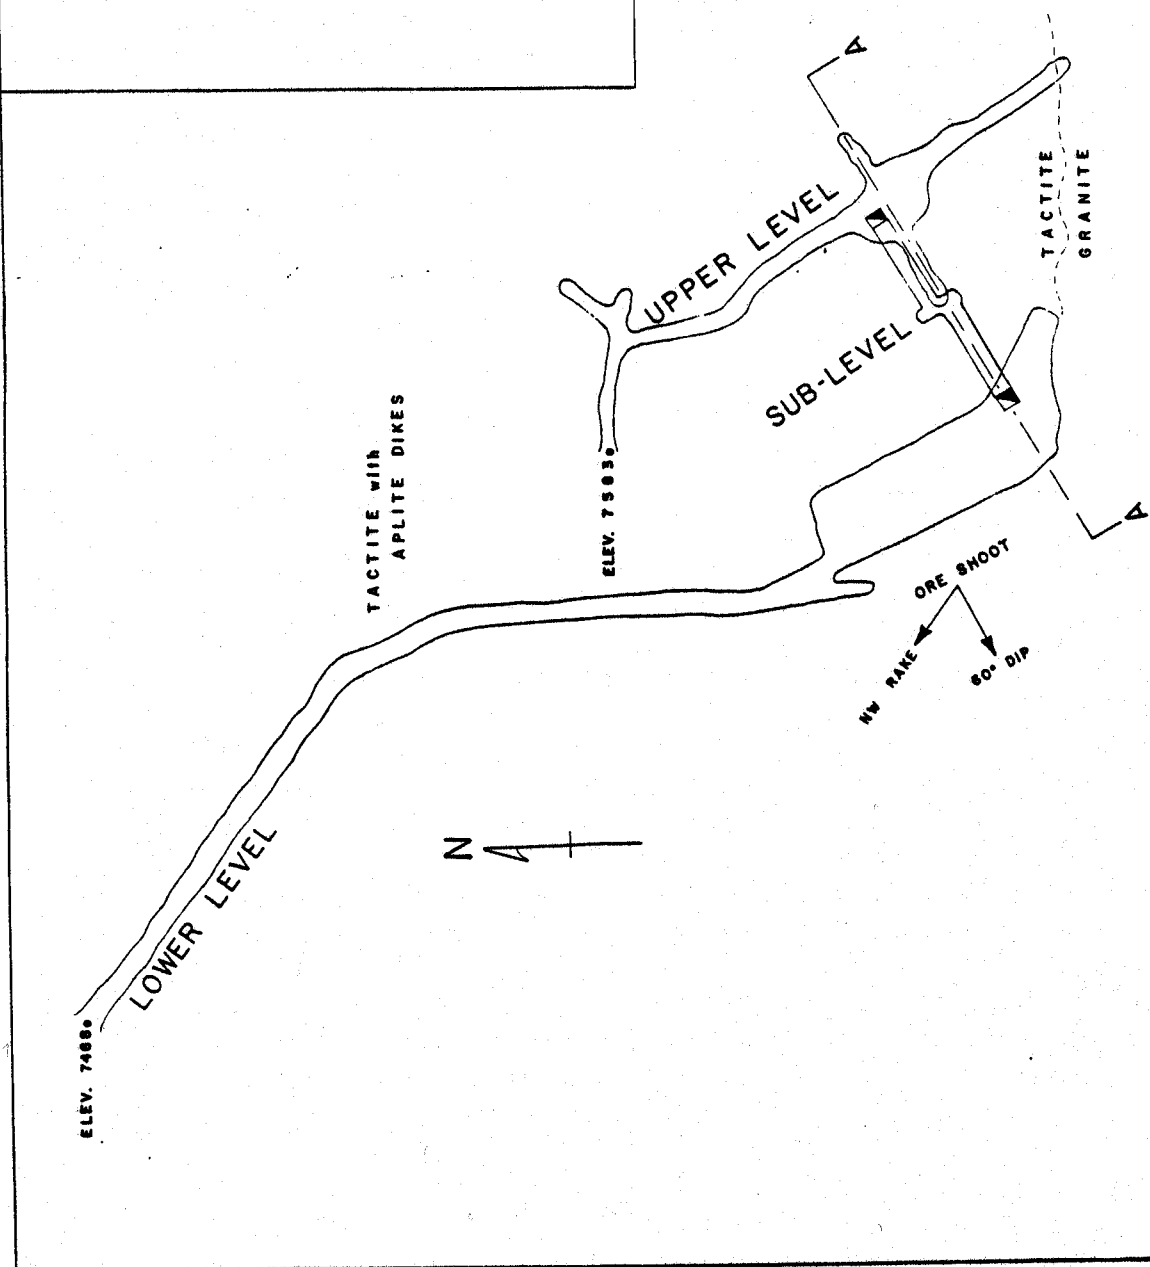 A
UPPER LEVEL
TACTITE
GRANITE
SUB-LEVEL
TACTITE with
APLITE DIKES
ELEV. 7583
A
ORE SHOOT
NW RAKE
60° DIP
N
LOWER LEVEL
ELEV.